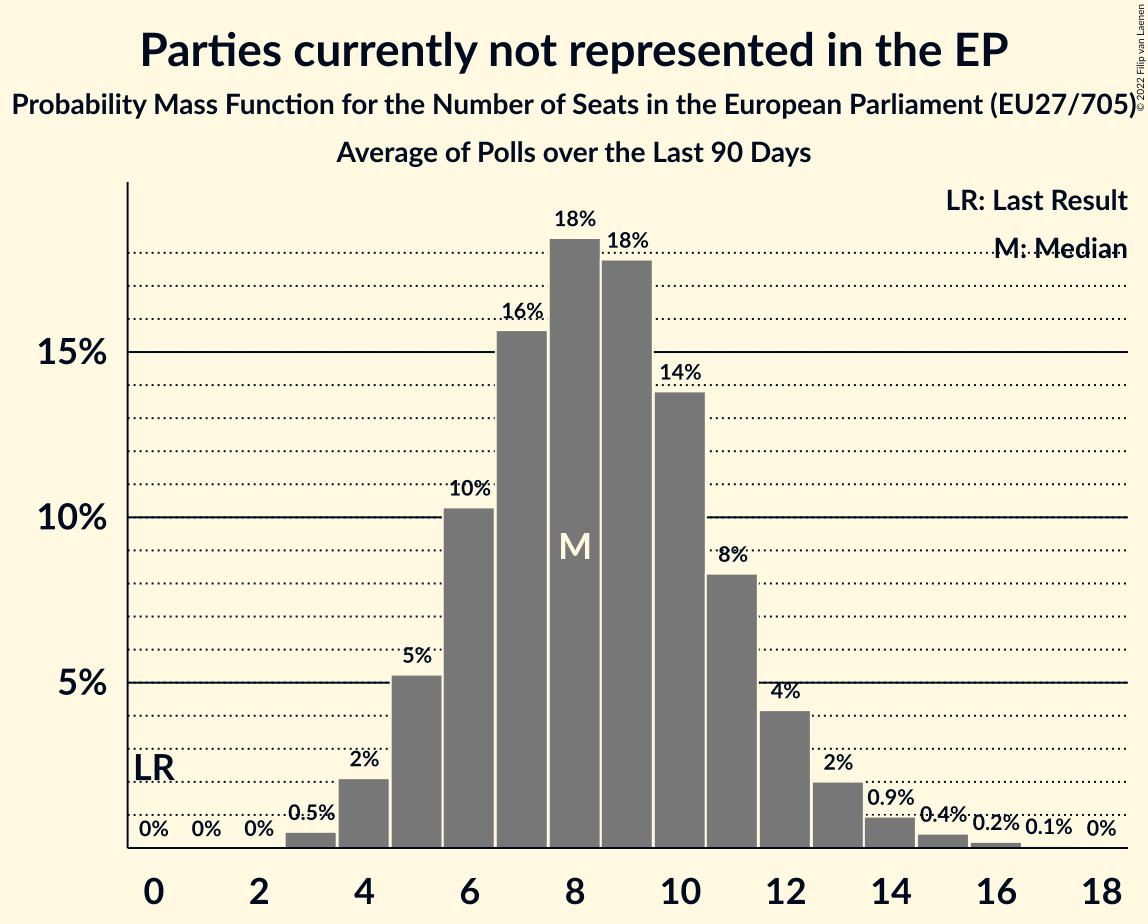 Parties currently not represented in the EP
Probability Mass Function for the Number of Seats in the European Parliament (EU27/705)
Average of Polls over the Last 90 Days
© 2022 Filip van Laenen
LR: Last Result
M: Median
18%
18%
16%
15%
14%
10%
10%
M
8%
5%
5%
4%
LR
2%
2%
0.9%
0.5%
0.4%
0.2%
0.1%
0%
0%
0%
0%
0 2 4 6 8 10 12 14 16 18